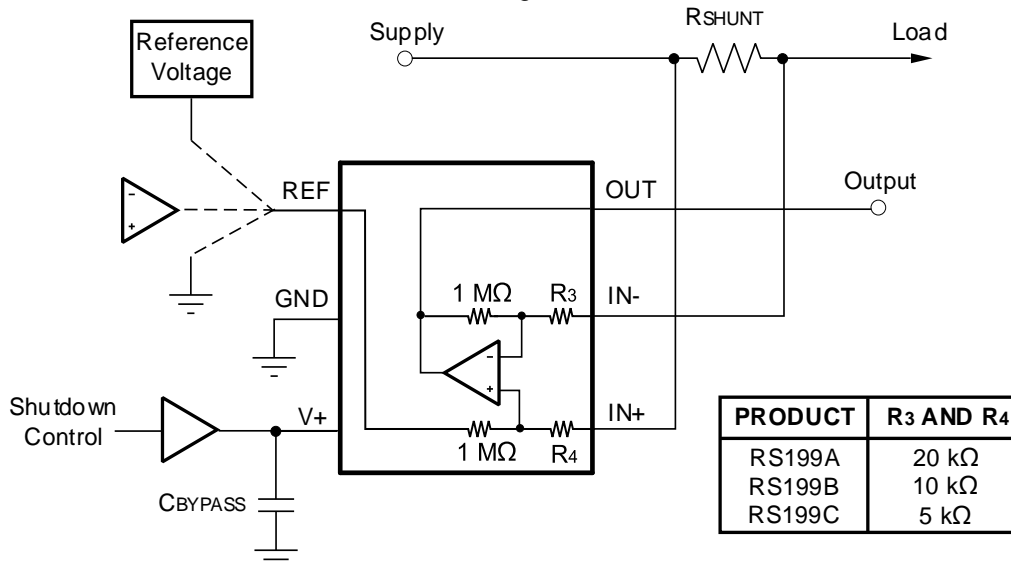 RSHUNT
Supply
Load
Reference
Voltage
REF
OUT
Output
-
+
GND
1 MΩ
R3
IN-
-
+
Shutdown
Control
V+
IN+
1 MΩ
R4
CBYPASS
PRODUCT R3 AND R4
RS199A 20 kΩ
RS199B 10 kΩ
RS199C 5 kΩ